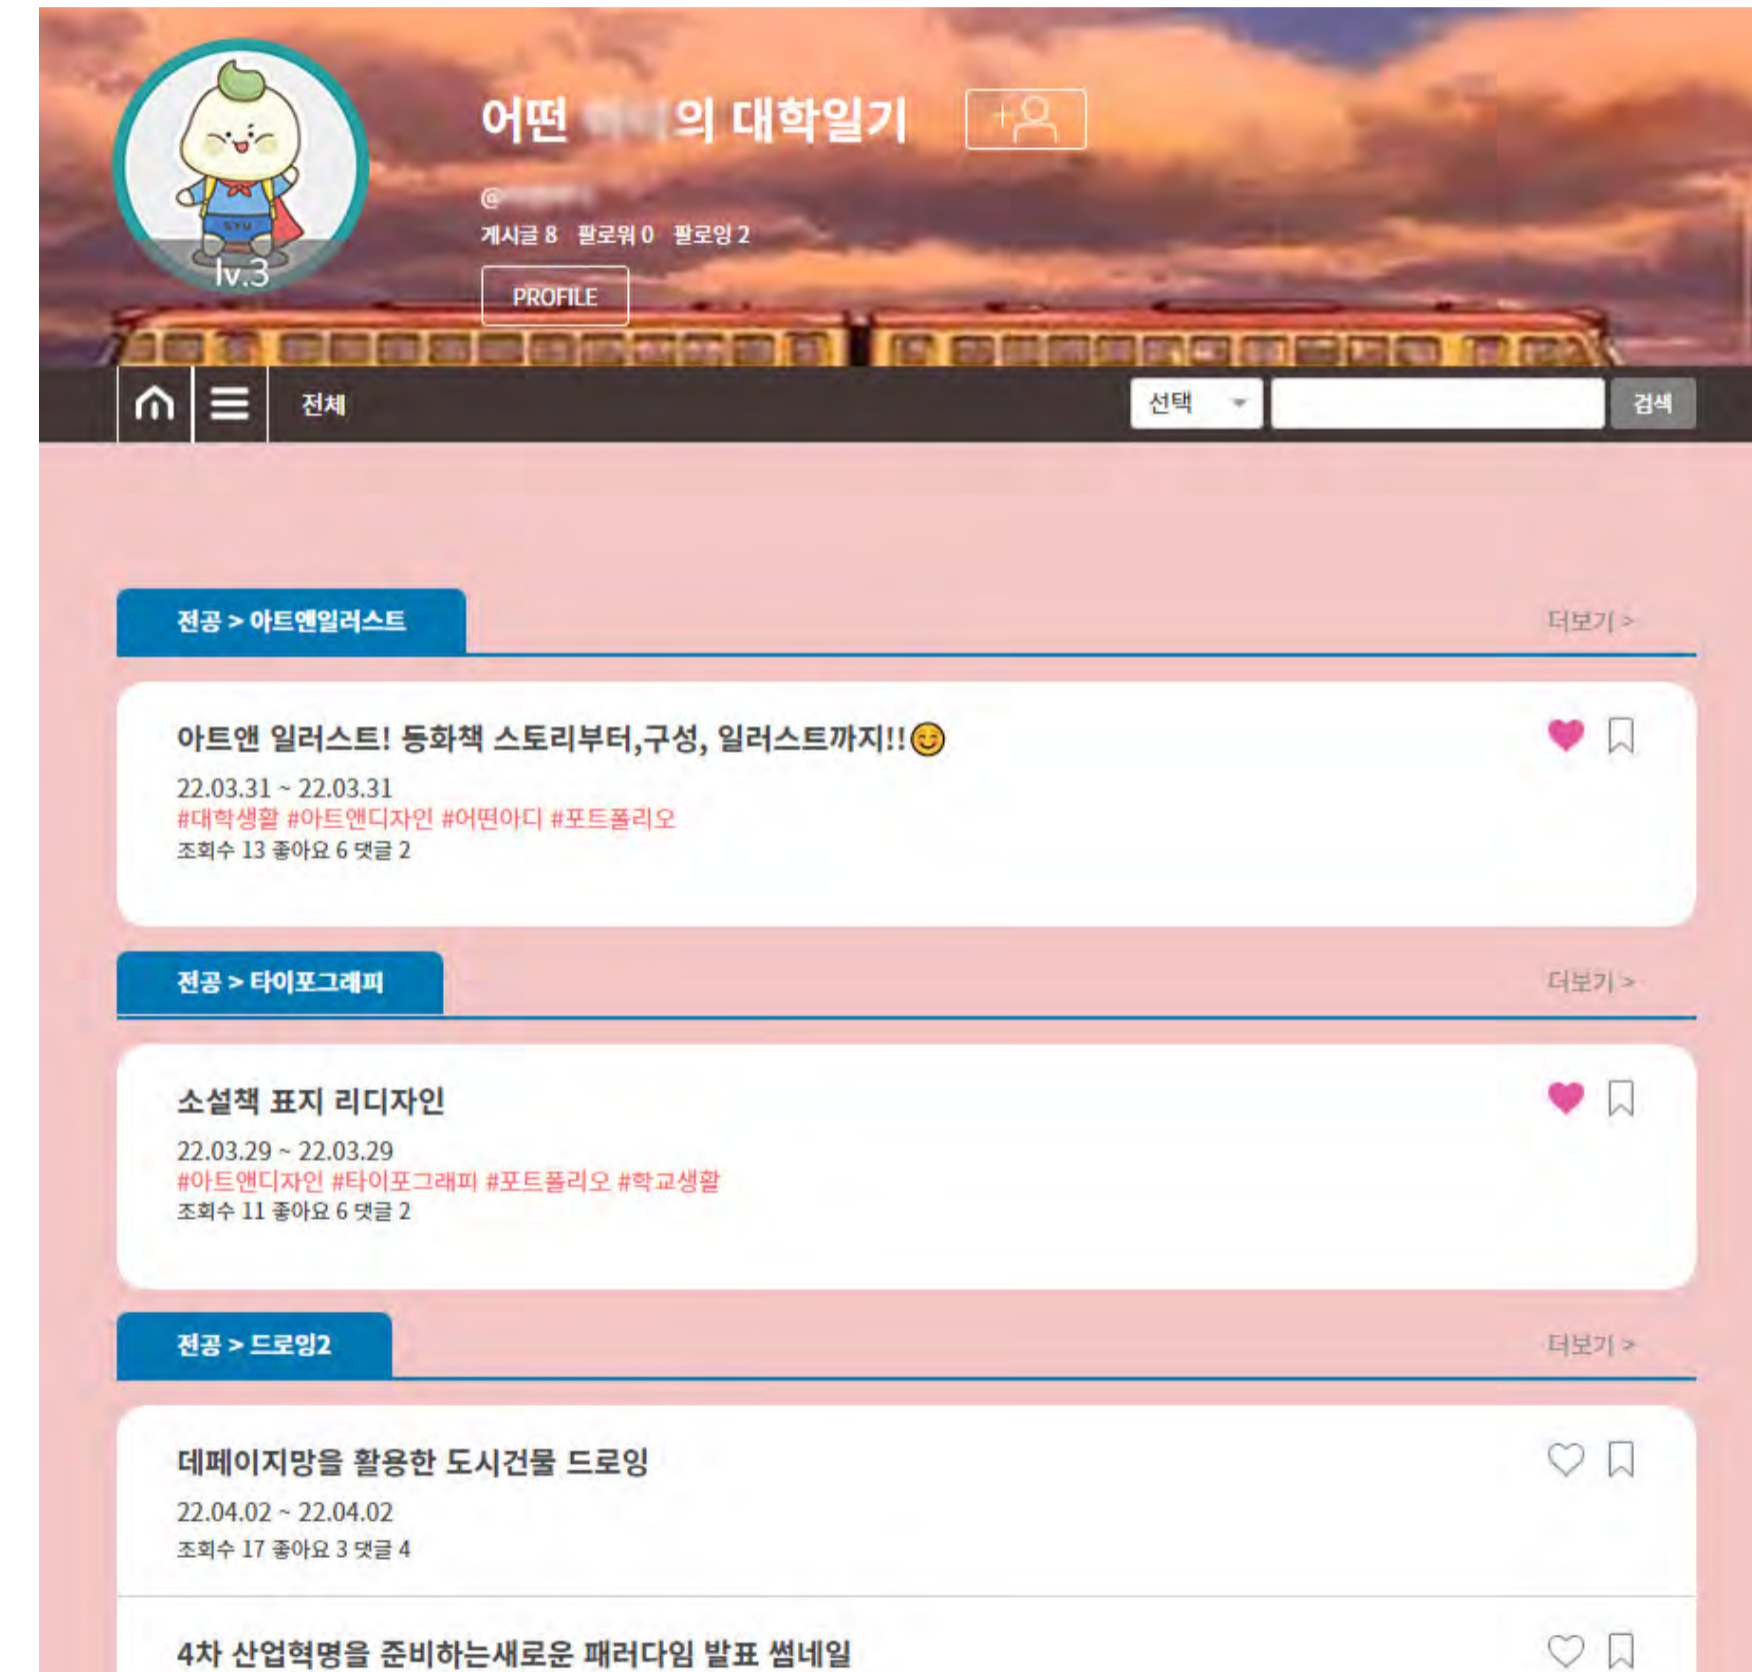 어떤 의 대학일기
@
게시글 8 팔로워 0 팔로잉 2
lv.3
SYU
PROFILE
전체
선택
검색
전공 > 아트앤일러스트
더보기 >
아트앤 일러스트! 동화책 스토리부터,구성, 일러스트까지!!😊
22.03.31 ~ 22.03.31
#대학생활 #아트앤디자인 #어떤아디 #포트폴리오
조회수 13 좋아요 6 댓글 2
전공 > 타이포그래피
더보기 >
소설책 표지 리디자인
22.03.29 ~ 22.03.29
#아트앤디자인 #타이포그래피 #포트폴리오 #학교생활
조회수 11 좋아요 6 댓글 2
전공 > 드로잉2
더보기 >
데페이지망을 활용한 도시건물 드로잉
22.04.02 ~ 22.04.02
조회수 17 좋아요 3 댓글 4
4차 산업혁명을 준비하는새로운 패러다임 발표 썸네일